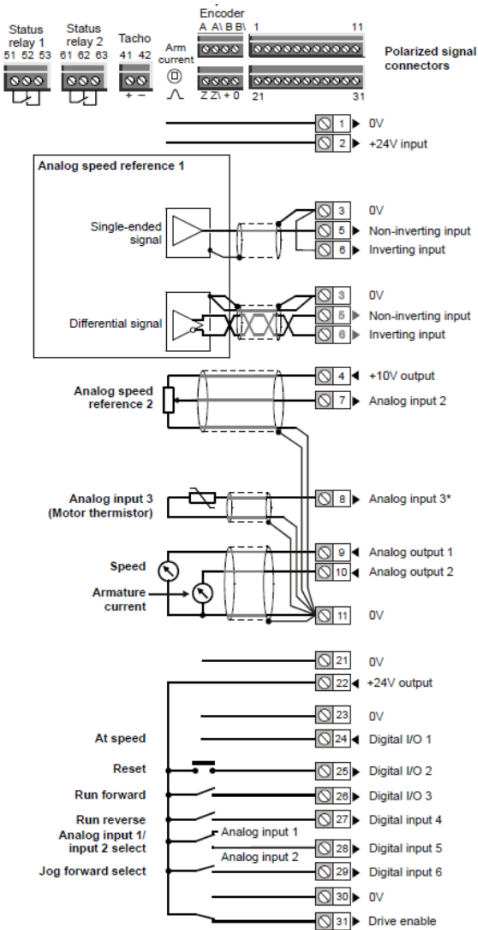 Status relay 1
51 52 53
Status relay 2
61 62 63
Tacho
41 42
+ −
Arm current
Encoder
A A\ B B\
Z Z\ + 0
1 11
21 31
Polarized signal connectors
1 0V
2 +24V input
Analog speed reference 1
Single-ended signal
3 0V
5 Non-inverting input
6 Inverting input
Differential signal
3 0V
5 Non-inverting input
6 Inverting input
Analog speed reference 2
4 +10V output
7 Analog input 2
Analog input 3 (Motor thermistor)
8 Analog input 3*
Speed
9 Analog output 1
10 Analog output 2
Armature current
11 0V
21 0V
22 +24V output
23 0V
At speed
24 Digital I/O 1
Reset
25 Digital I/O 2
Run forward
26 Digital I/O 3
Run reverse
27 Digital input 4
Analog input 1/ input 2 select
Analog input 1
28 Digital input 5
Analog input 2
Jog forward select
29 Digital input 6
30 0V
31 Drive enable